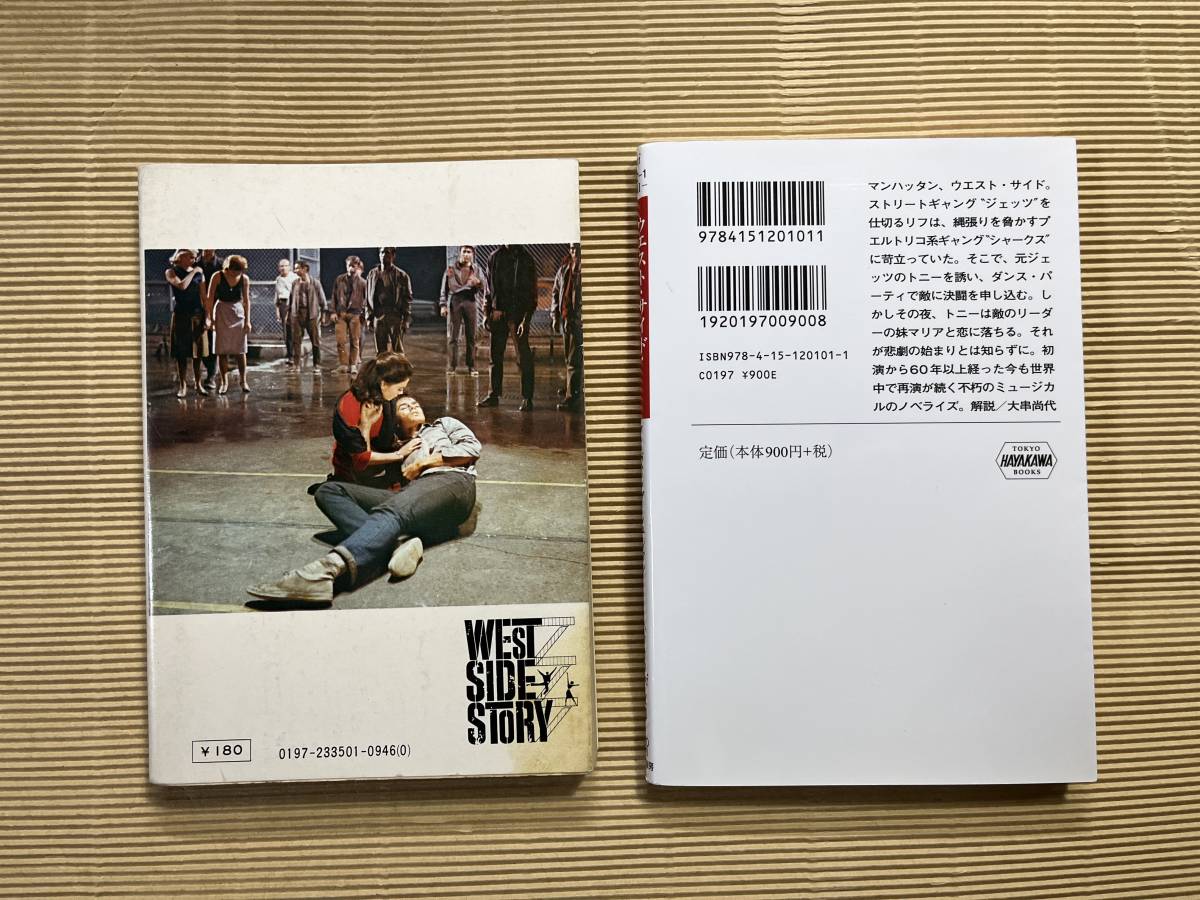 WEST
SIDE
STORY
￥180
0197-233501-0946(0)
9784151201011
1920197009008
ISBN978-4-15-120101-1
C0197 ¥900E
マンハッタン、ウエスト・サイド。
ストリートギャング〝ジェッツ〟を
仕切るリフは、縄張りを脅かすプ
エルトリコ系ギャング〝シャークス〟
に苛立っていた。そこで、元ジェ
ッツのトニーを誘い、ダンス・パ
ーティで敵に決闘を申し込む。し
かしその夜、トニーは敵のリーダ
ーの妹マリアと恋に落ちる。それ
が悲劇の始まりとは知らずに。初
演から60年以上経った今も世界
中で再演が続く不朽のミュージカ
ルのノベライズ。解説／大串尚代
定価(本体900円+税)
TOKYO
HAYAKAWA
BOOKS